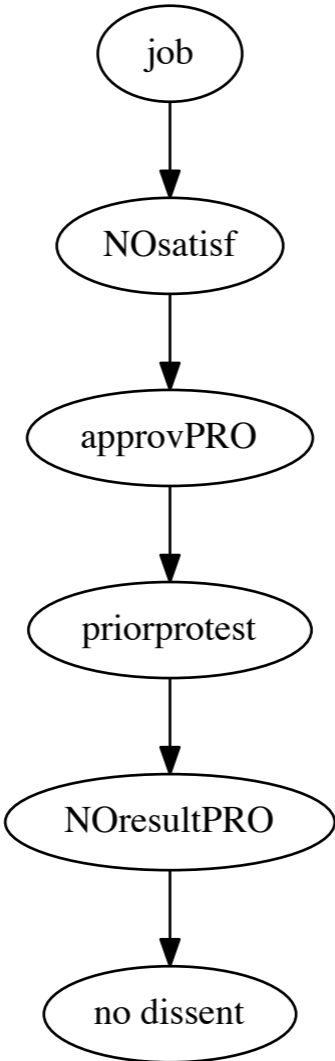 job
NOsatisf
approvPRO
priorprotest
NOresultPRO
no dissent